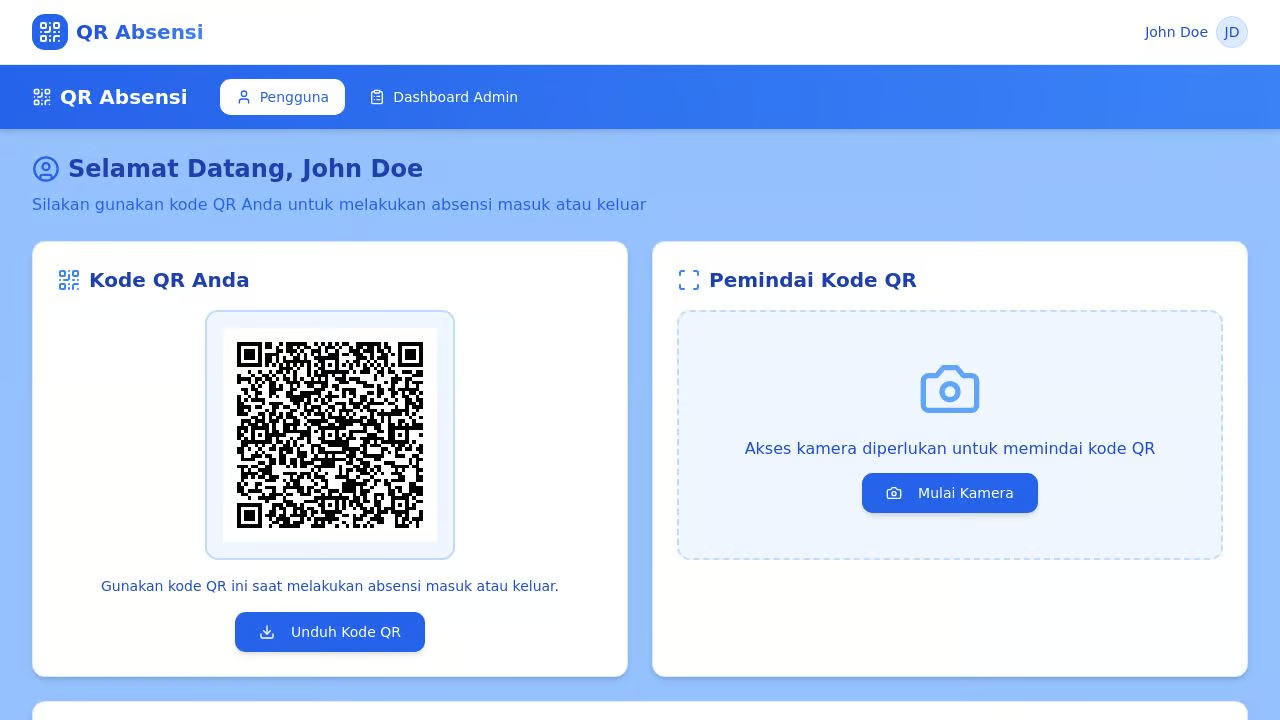 QR Absensi
John Doe
JD
QR Absensi
Pengguna
Dashboard Admin
Selamat Datang, John Doe
Silakan gunakan kode QR Anda untuk melakukan absensi masuk atau keluar
Kode QR Anda
Gunakan kode QR ini saat melakukan absensi masuk atau keluar.
Unduh Kode QR
Pemindai Kode QR
Akses kamera diperlukan untuk memindai kode QR
Mulai Kamera